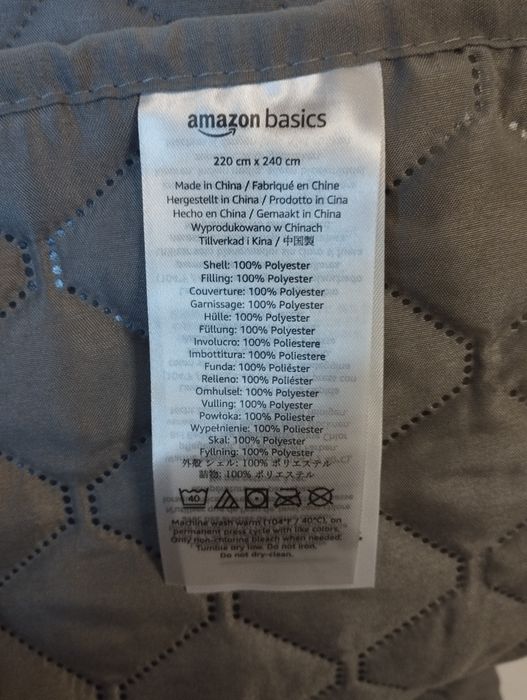 amazon basics
220 cm x 240 cm
Made in China / Fabriqué en Chine
Hergestellt in China / Prodotto in Cina
Hecho en China / Gemaakt in China
Wyprodukowano w Chinach
Tillverkad i Kina / 中国製
Shell: 100% Polyester
Filling: 100% Polyester
Couverture: 100% Polyester
Garnissage: 100% Polyester
Hülle: 100% Polyester
Füllung: 100% Polyester
Involucro: 100% Poliestere
Imbottitura: 100% Poliestere
Funda: 100% Poliéster
Relleno: 100% Poliéster
Omhulsel: 100% Polyester
Vulling: 100% Polyester
Powłoka: 100% Polyester
Wypełnienie: 100% Polyester
Skal: 100% Polyester
Fyllning: 100% Polyester
外殻 シェル: 100% ポリエステル
詰物: 100% ポリエステル
40
Machine wash warm (104°F / 40°C), on
permanent press cycle with like colors.
Only non-chlorine bleach when needed.
Tumble dry low. Do not iron.
Do not dry-clean.